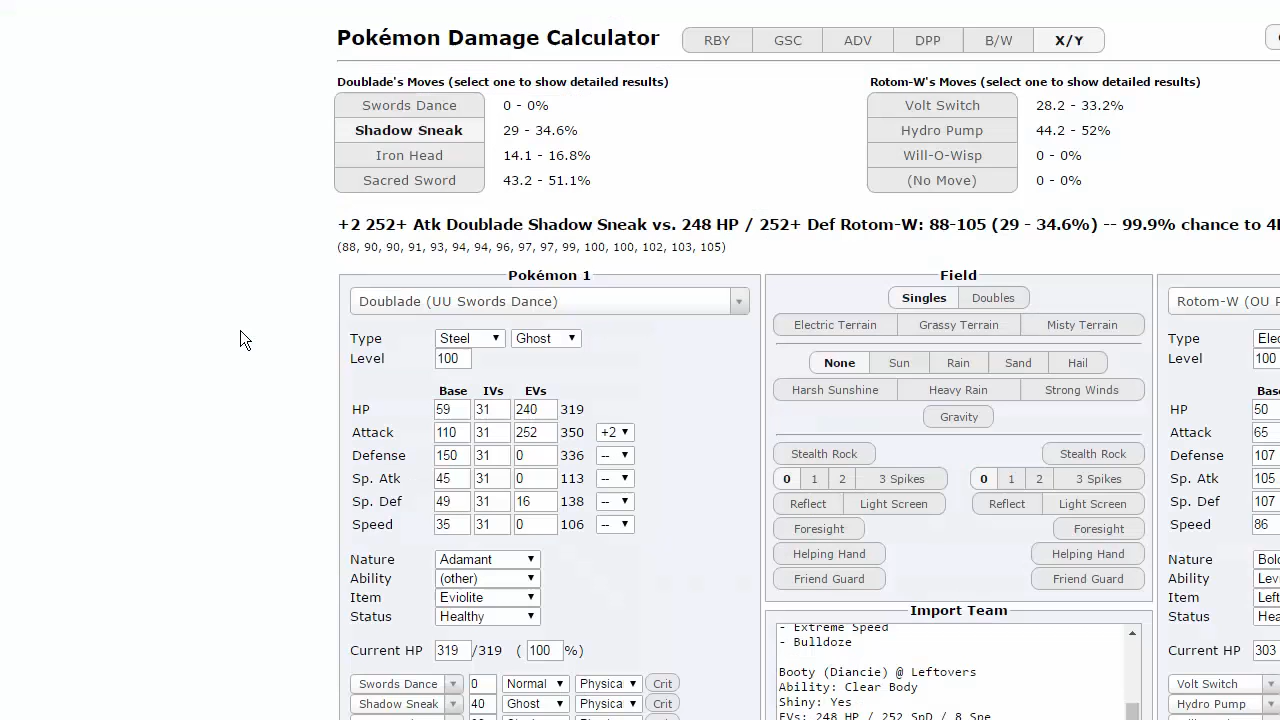 Pokémon Damage Calculator RBY GSC ADV DPP B/W X/Y
Doublade's Moves (select one to show detailed results) Rotom-W's Moves (select one to show detailed results)
Swords Dance 0 - 0% Volt Switch 28.2 - 33.2%
Shadow Sneak 29 - 34.6% Hydro Pump 44.2 - 52%
Iron Head 14.1 - 16.8% Will-O-Wisp 0 - 0%
Sacred Sword 43.2 - 51.1% (No Move) 0 - 0%
+2 252+ Atk Doublade Shadow Sneak vs. 248 HP / 252+ Def Rotom-W: 88-105 (29 - 34.6%) -- 99.9% chance to 4H
(88, 90, 90, 91, 93, 94, 94, 96, 97, 97, 99, 100, 100, 102, 103, 105)
Pokémon 1 Field
Doublade (UU Swords Dance) Singles Doubles Rotom-W (OU P
Electric Terrain Grassy Terrain Misty Terrain
Type Steel Ghost Type Elec
Level 100 None Sun Rain Sand Hail Level 100
Base IVs EVs Harsh Sunshine Heavy Rain Strong Winds Bas
HP 59 31 240 319 Gravity HP 50
Attack 110 31 252 350 +2 Attack 65
Defense 150 31 0 336 -- Stealth Rock Stealth Rock Defense 107
Sp. Atk 45 31 0 113 -- 0 1 2 3 Spikes 0 1 2 3 Spikes Sp. Atk 105
Sp. Def 49 31 16 138 -- Reflect Light Screen Reflect Light Screen Sp. Def 107
Speed 35 31 0 106 -- Foresight Foresight Speed 86
Nature Adamant Helping Hand Helping Hand Nature Bold
Ability (other) Friend Guard Friend Guard Ability Lev
Item Eviolite Item Left
Status Healthy Import Team Status Hea
- Extreme Speed
- Bulldoze
Current HP 319 /319 ( 100 %) Current HP 303
Booty (Diancie) @ Leftovers
Swords Dance 0 Normal Physica Crit Ability: Clear Body Volt Switch
Shadow Sneak 40 Ghost Physica Crit Shiny: Yes Hydro Pump
EVs: 248 HP / 252 SpD / 8 Spe